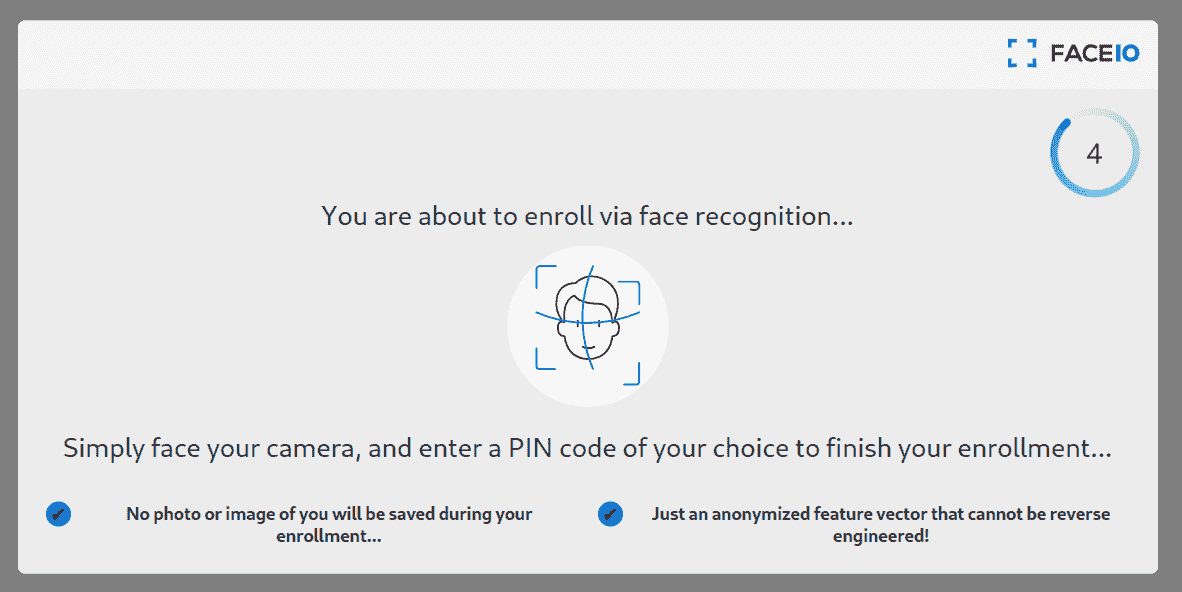 FACEIO
4
You are about to enroll via face recognition...
Simply face your camera, and enter a PIN code of your choice to finish your enrollment...
No photo or image of you will be saved during your
enrollment...
Just an anonymized feature vector that cannot be reverse
engineered!